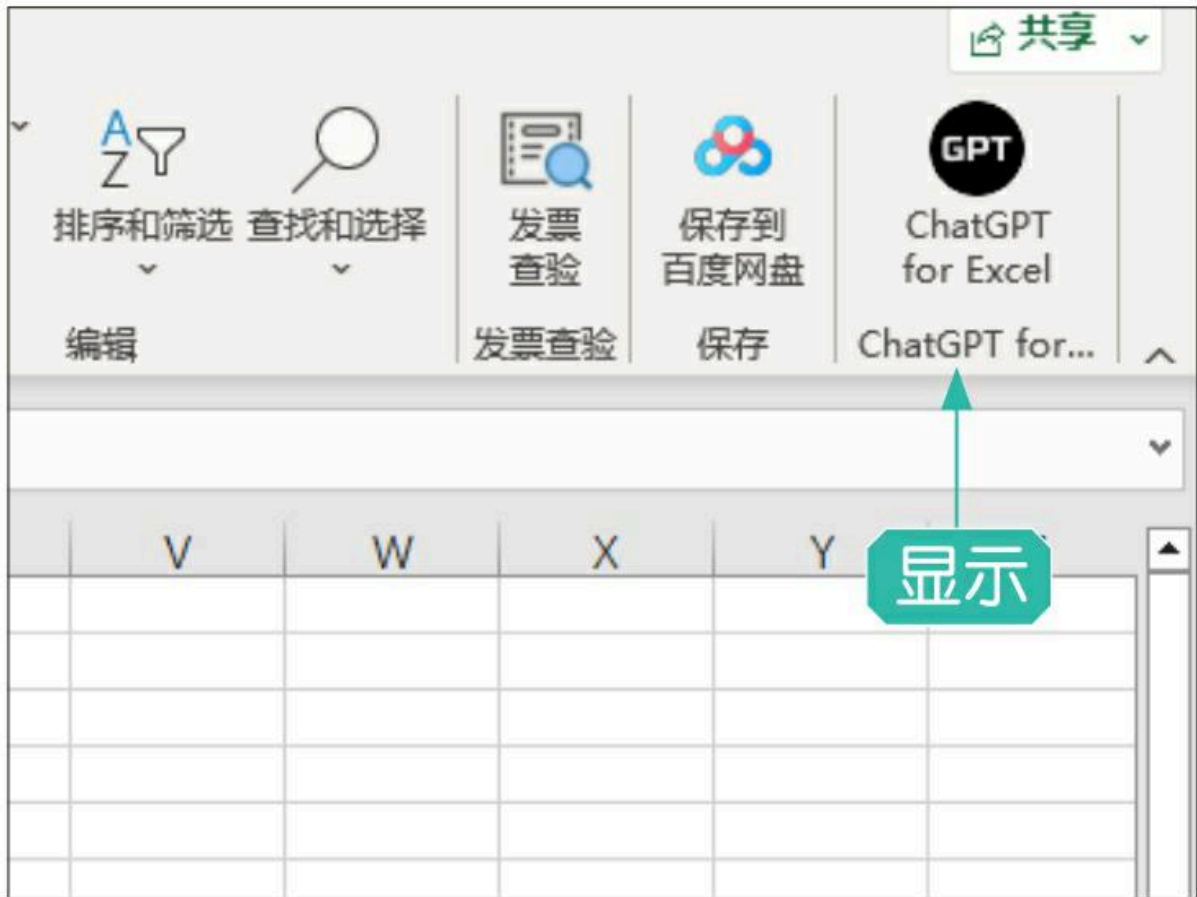 共享
A
Z
GPT
排序和筛选
查找和选择
发票
查验
保存到
百度网盘
ChatGPT
for Excel
编辑
发票查验
保存
ChatGPT for...
V
W
X
Y
显示